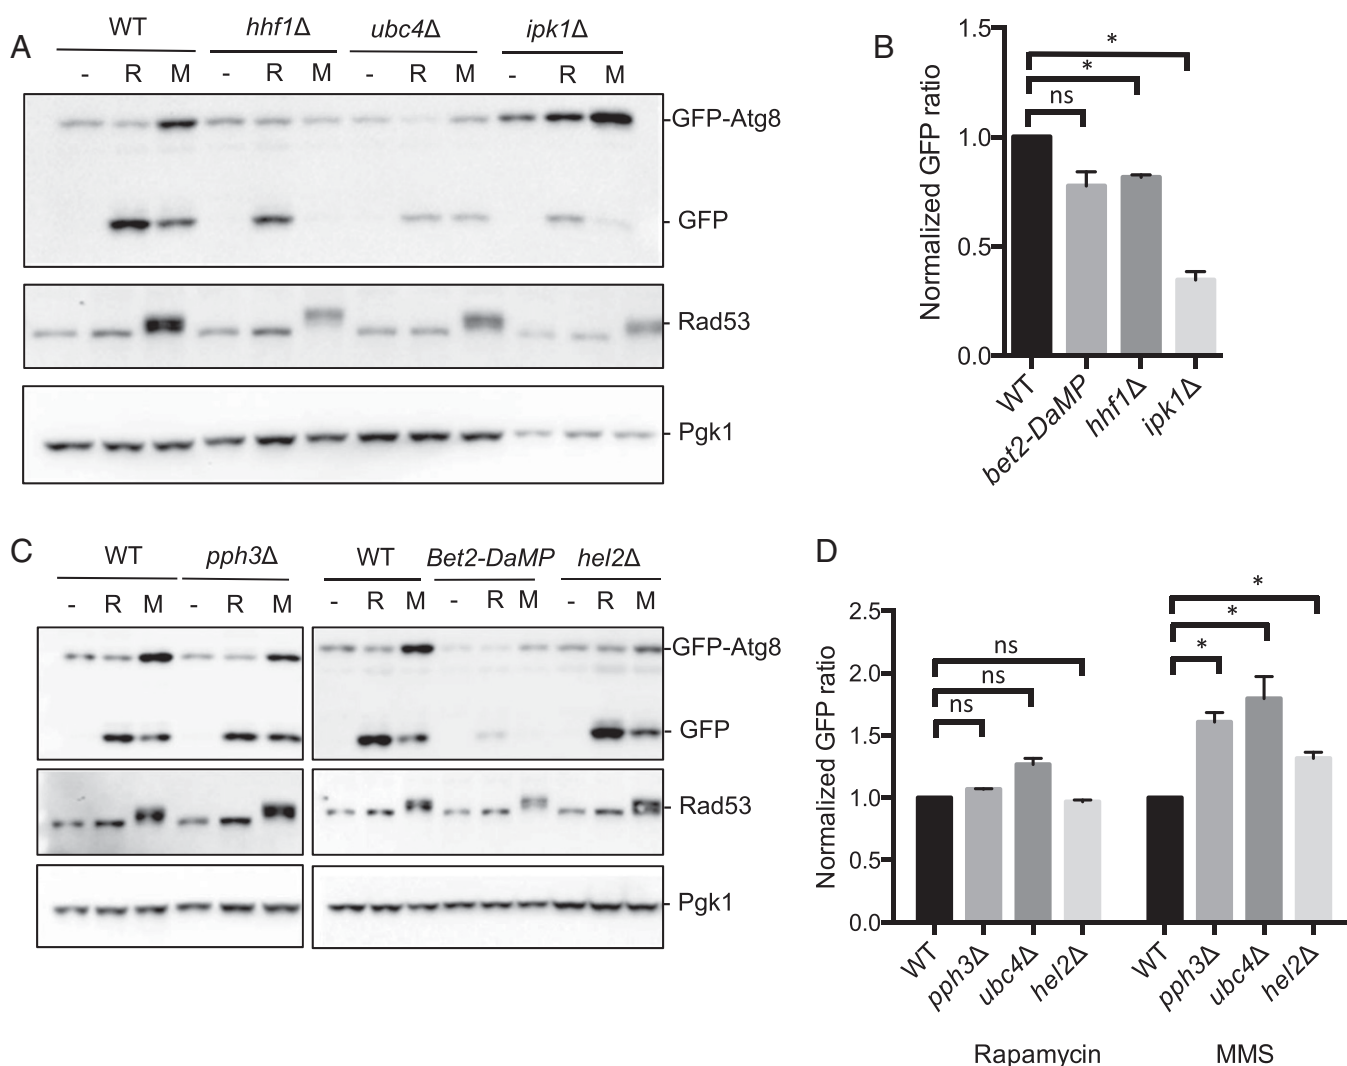 A
WT hhf1Δ ubc4Δ ipk1Δ
- R M - R M - R M - R M
GFP-Atg8
GFP
Rad53
Pgk1
B
Normalized GFP ratio
1.5
1.0
0.5
0.0
*
*
ns
WT bet2-DaMP hhf1Δ ipk1Δ
C
WT pph3Δ WT Bet2-DaMP hel2Δ
- R M - R M - R M - R M - R M
GFP-Atg8
GFP
Rad53
Pgk1
D
Normalized GFP ratio
2.5
2.0
1.5
1.0
0.5
0.0
ns
ns
ns
*
*
*
WT pph3Δ ubc4Δ hel2Δ WT pph3Δ ubc4Δ hel2Δ
Rapamycin MMS